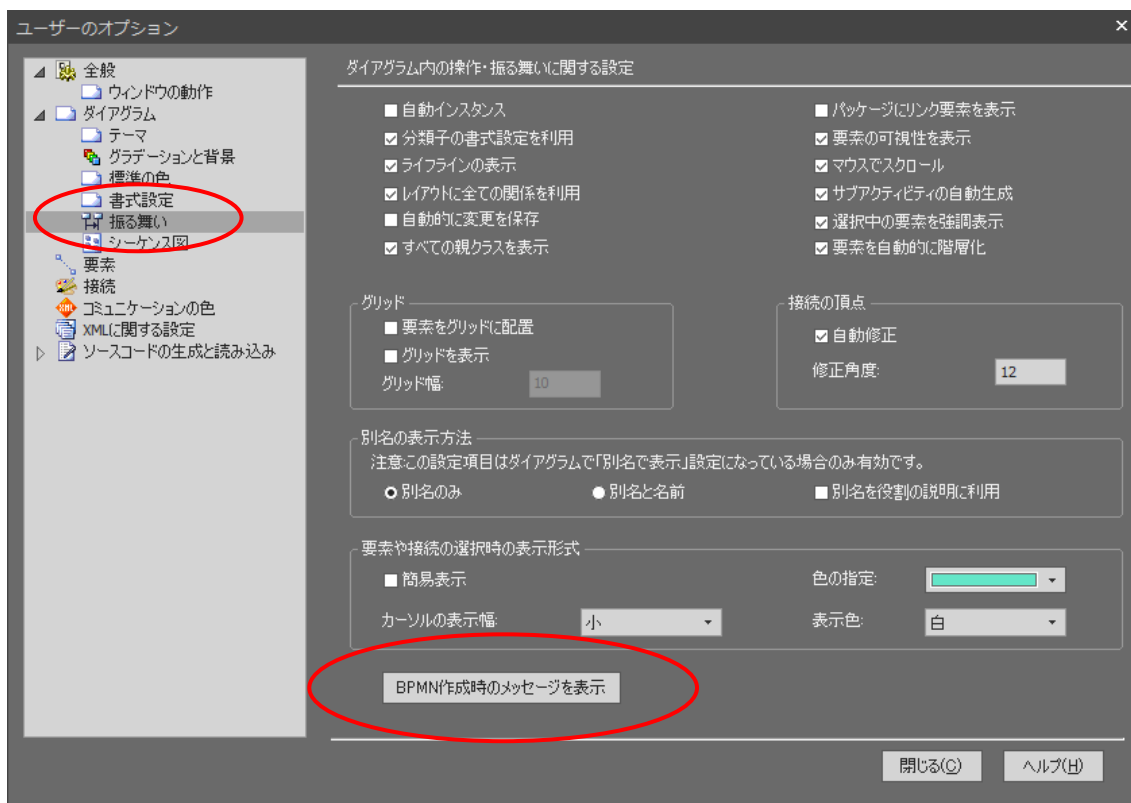 ユーザーのオプション
全般
ウィンドウの動作
ダイアグラム
テーマ
グラデーションと背景
標準の色
書式設定
振る舞い
シーケンス図
要素
接続
コミュニケーションの色
XMLに関する設定
ソースコードの生成と読み込み
ダイアグラム内の操作・振る舞いに関する設定
自動インスタンス
パッケージにリンク要素を表示
分類子の書式設定を利用
要素の可視性を表示
ライフラインの表示
マウスでスクロール
レイアウトに全ての関係を利用
サブアクティビティの自動生成
自動的に変更を保存
選択中の要素を強調表示
すべての親クラスを表示
要素を自動的に階層化
グリッド
要素をグリッドに配置
グリッドを表示
グリッド幅: 10
接続の頂点
自動修正
修正角度: 12
別名の表示方法
注意:この設定項目はダイアグラムで「別名で表示」設定になっている場合のみ有効です。
別名のみ 別名と名前 別名を役割の説明に利用
要素や接続の選択時の表示形式
簡易表示 色の指定:
カーソルの表示幅: 小 表示色: 白
BPMN作成時のメッセージを表示
閉じる(C) ヘルプ(H)